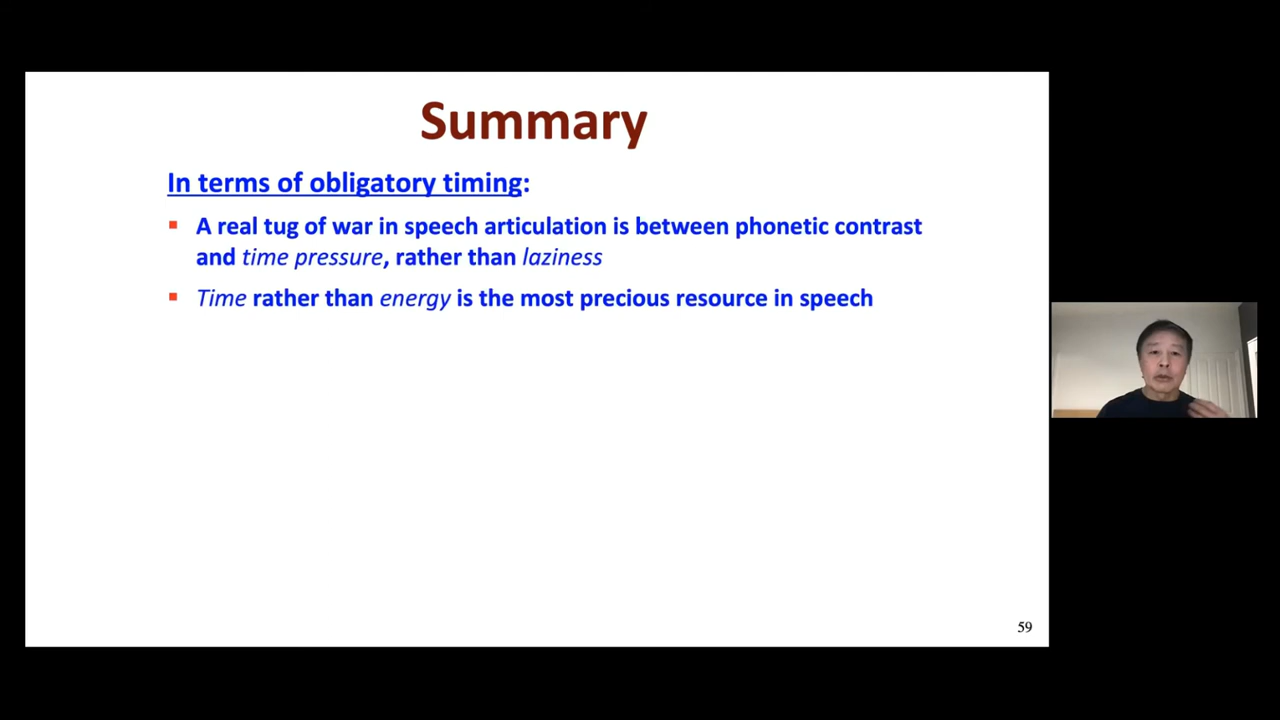 Summary
In terms of obligatory timing:
▪ A real tug of war in speech articulation is between phonetic contrast
and time pressure, rather than laziness
▪ Time rather than energy is the most precious resource in speech
59